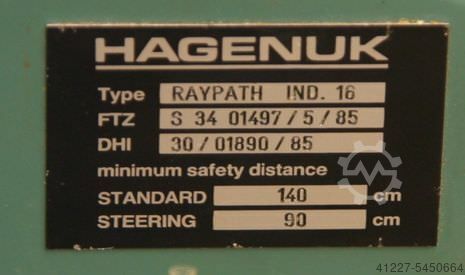 HAGENUK
Type RAYPATH IND. 16
FTZ S 34 01497/5/85
DHI 30/01890/85
minimum safety distance
STANDARD 140 cm
STEERING 90 cm
41227-5450664